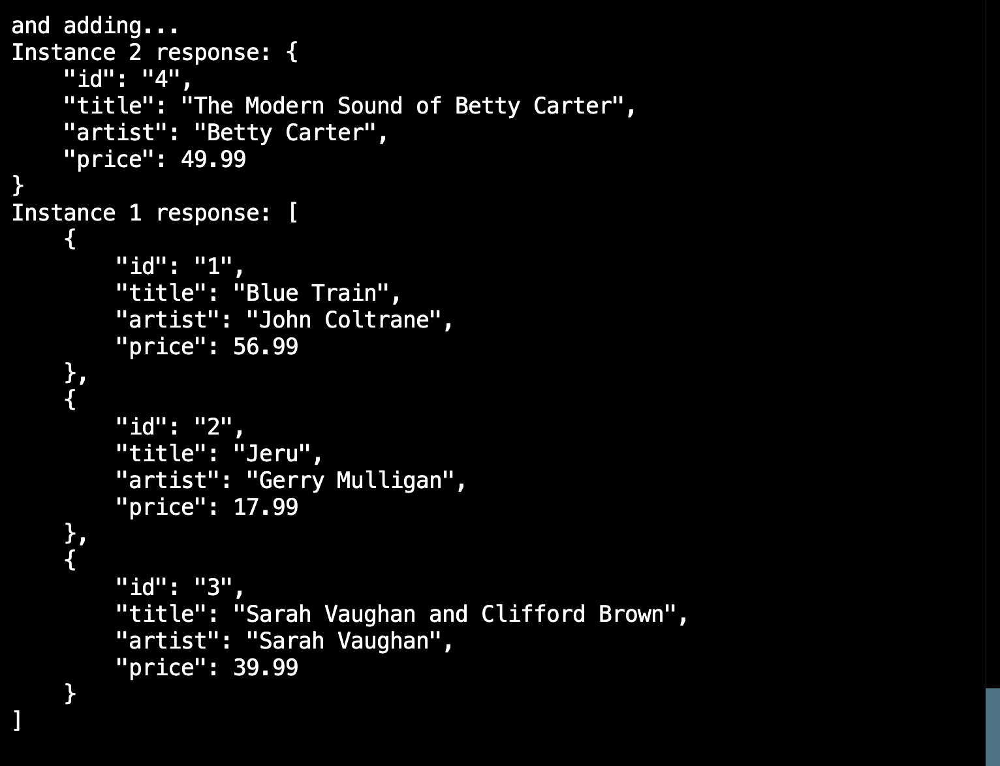 and adding...
Instance 2 response: {
    "id": "4",
    "title": "The Modern Sound of Betty Carter",
    "artist": "Betty Carter",
    "price": 49.99
}
Instance 1 response: [
    {
        "id": "1",
        "title": "Blue Train",
        "artist": "John Coltrane",
        "price": 56.99
    },
    {
        "id": "2",
        "title": "Jeru",
        "artist": "Gerry Mulligan",
        "price": 17.99
    },
    {
        "id": "3",
        "title": "Sarah Vaughan and Clifford Brown",
        "artist": "Sarah Vaughan",
        "price": 39.99
    }
]